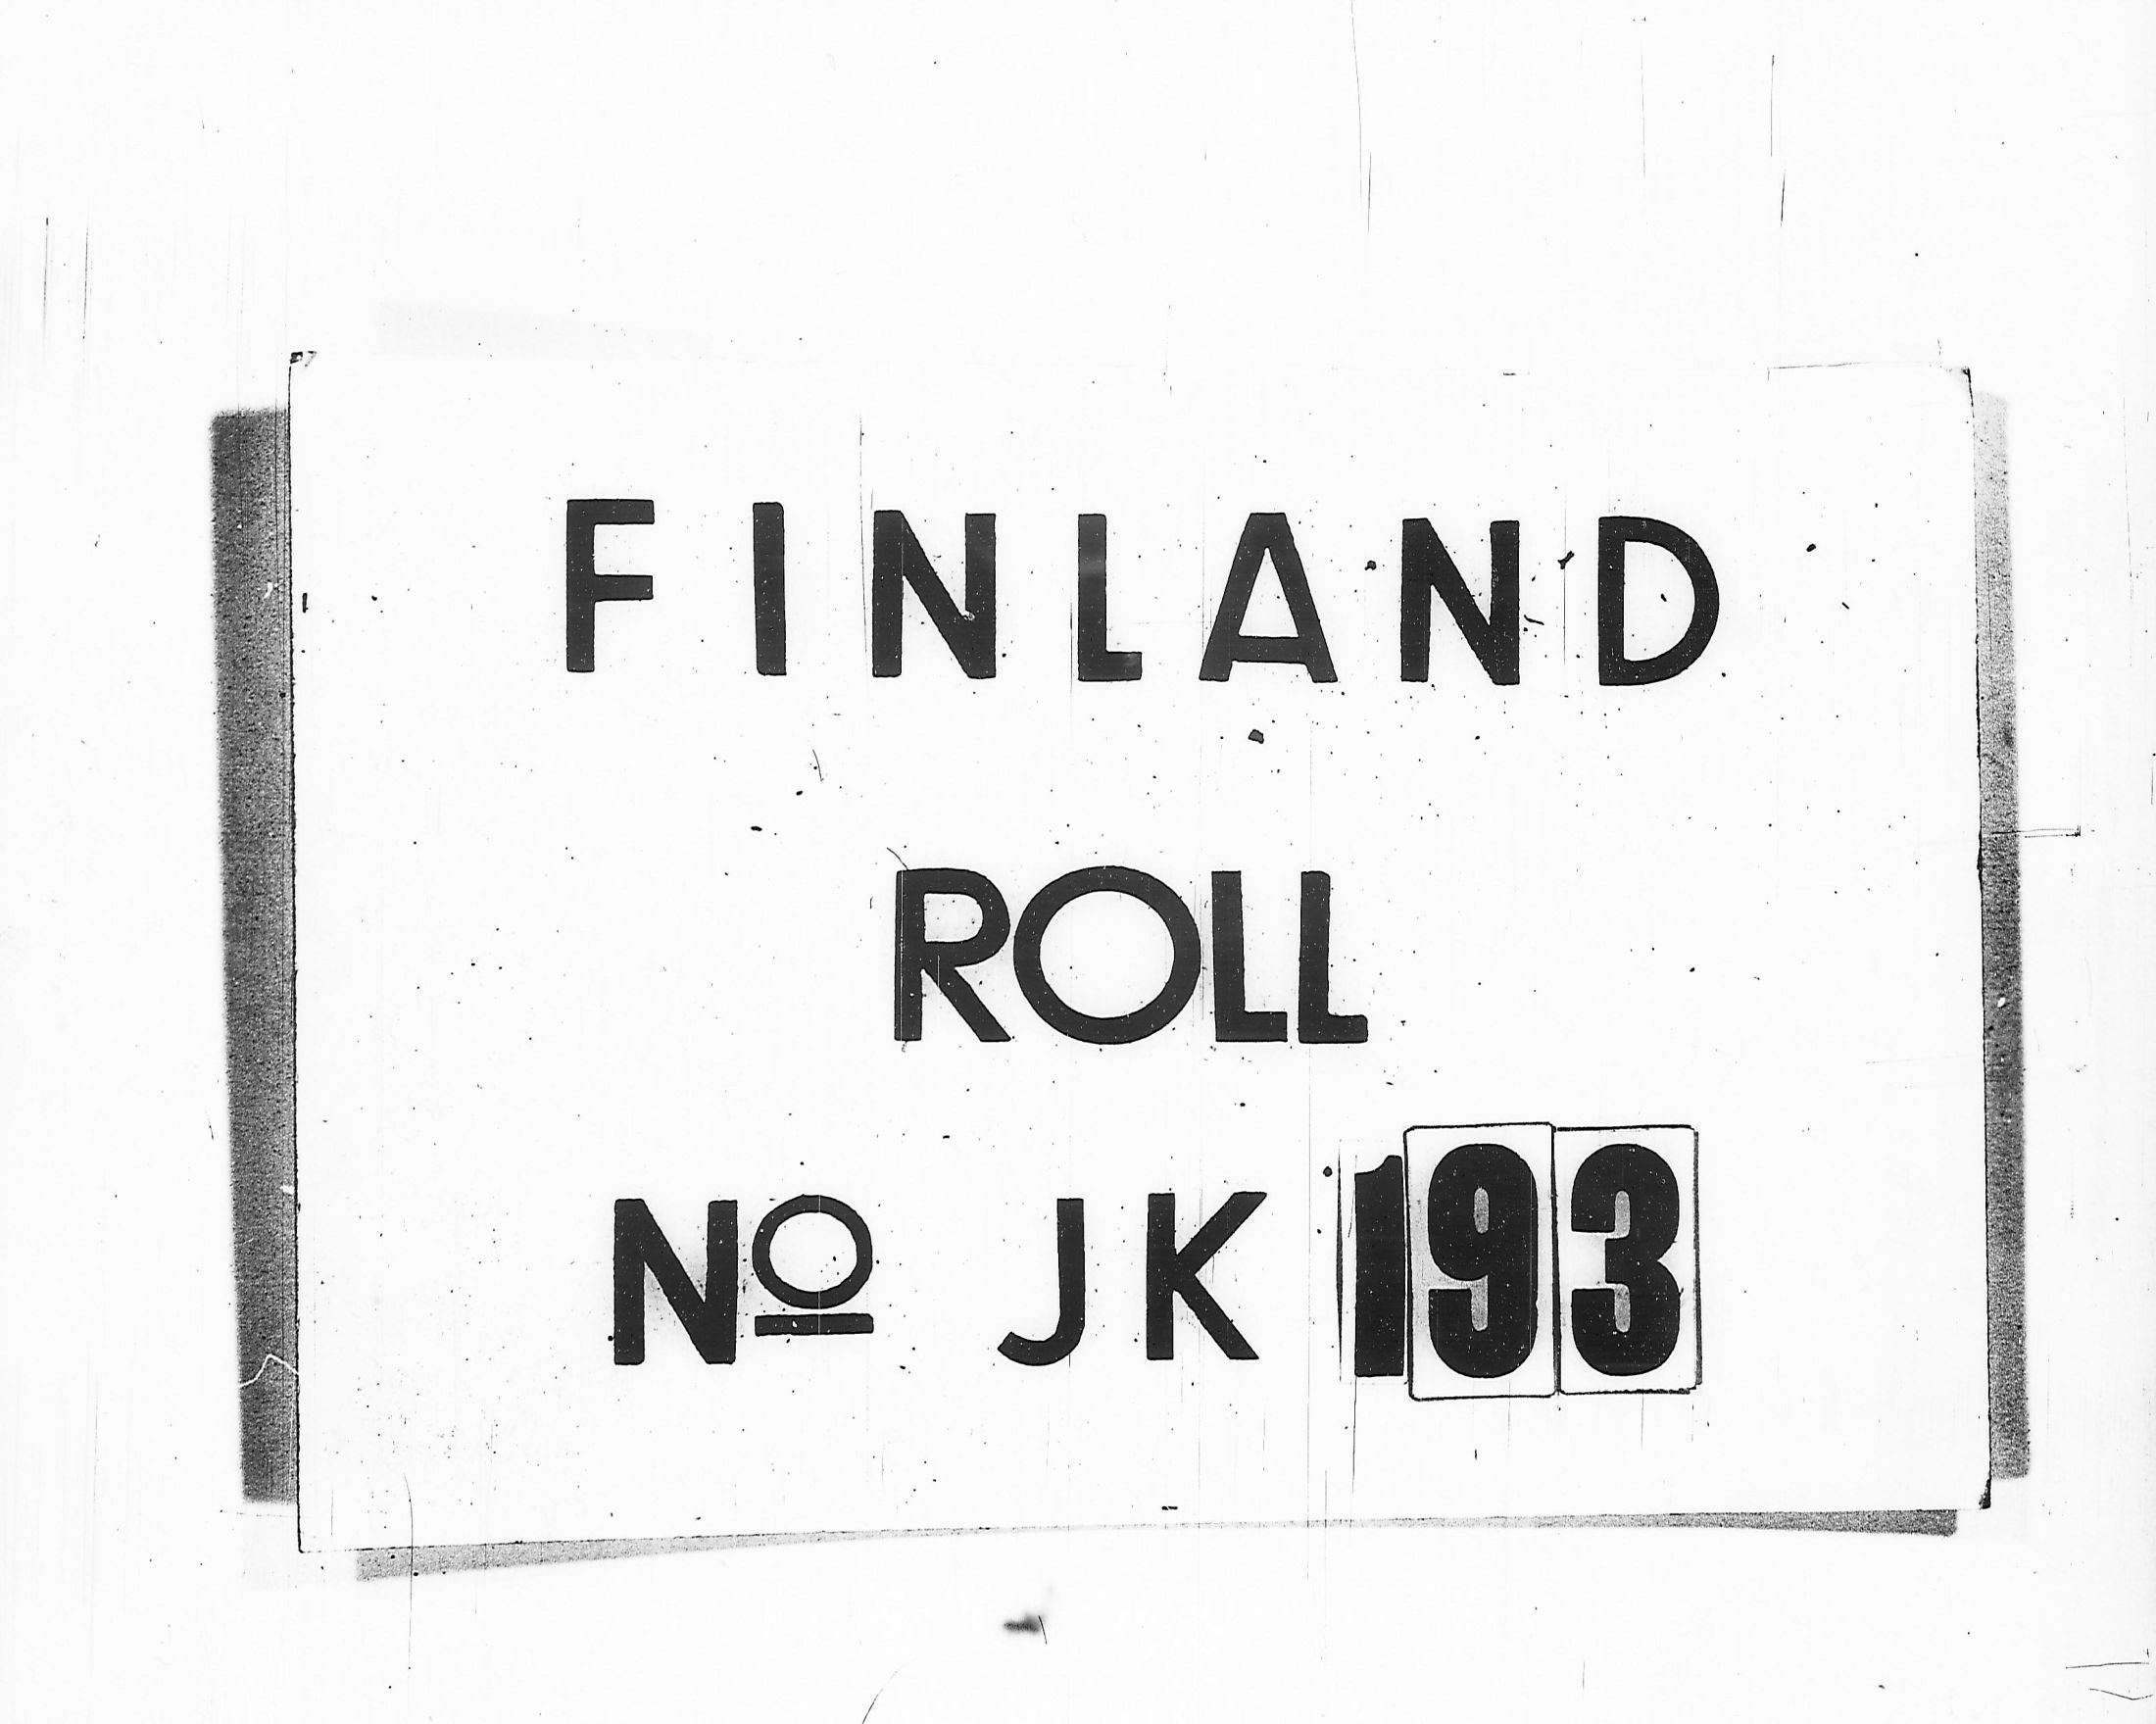 FINLAND
ROLL
Nº JK 193